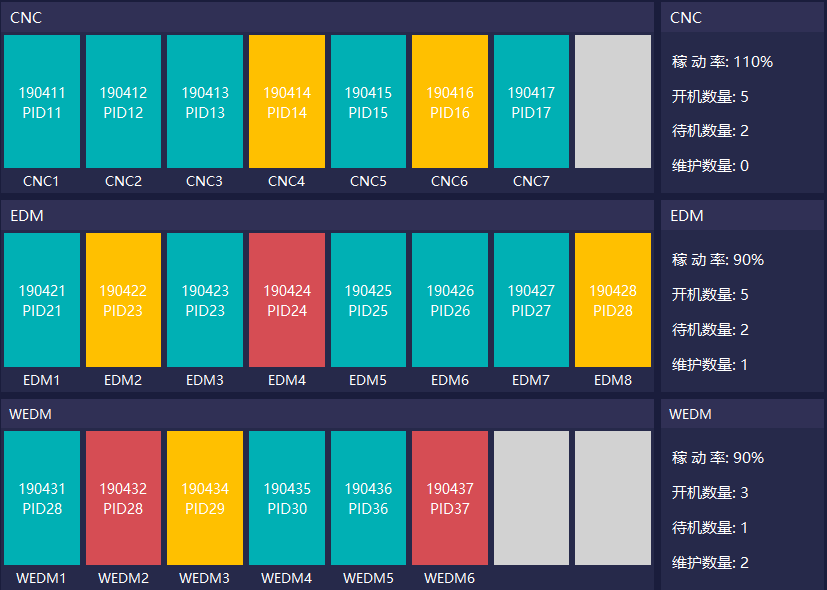 CNC
190411
PID11
190412
PID12
190413
PID13
190414
PID14
190415
PID15
190416
PID16
190417
PID17
CNC1
CNC2
CNC3
CNC4
CNC5
CNC6
CNC7
CNC
稼 动 率: 110%
开机数量: 5
待机数量: 2
维护数量: 0
EDM
190421
PID21
190422
PID23
190423
PID23
190424
PID24
190425
PID25
190426
PID26
190427
PID27
190428
PID28
EDM1
EDM2
EDM3
EDM4
EDM5
EDM6
EDM7
EDM8
EDM
稼 动 率: 90%
开机数量: 5
待机数量: 2
维护数量: 1
WEDM
190431
PID28
190432
PID28
190434
PID29
190435
PID30
190436
PID36
190437
PID37
WEDM1
WEDM2
WEDM3
WEDM4
WEDM5
WEDM6
WEDM
稼 动 率: 90%
开机数量: 3
待机数量: 1
维护数量: 2